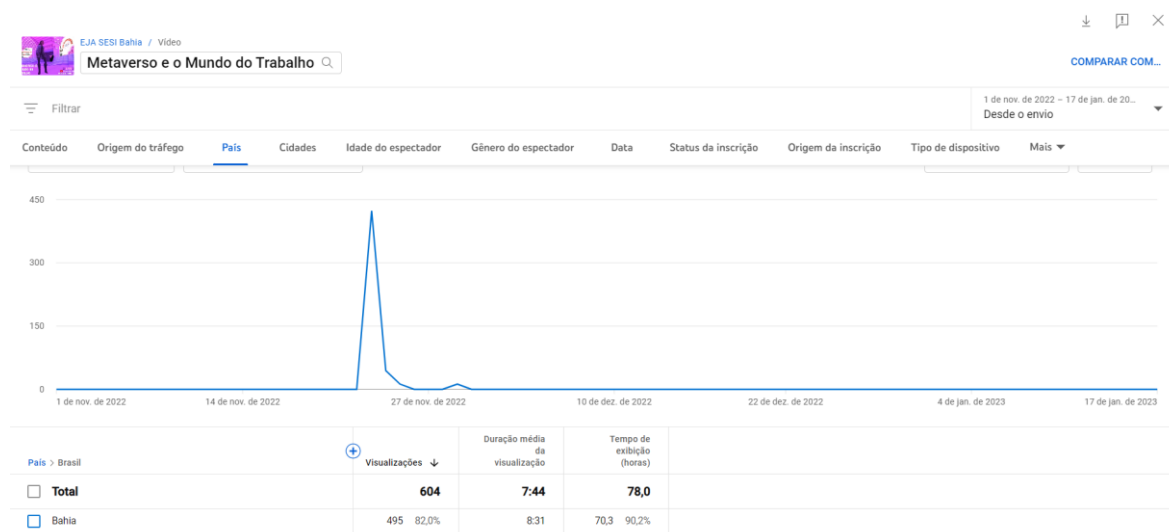 EJA SESI Bahia / Vídeo
Metaverso e o Mundo do Trabalho
COMPARAR COM...
Filtrar
1 de nov. de 2022 – 17 de jan. de 20...
Desde o envio
Conteúdo Origem do tráfego País Cidades Idade do espectador Gênero do espectador Data Status da inscrição Origem da inscrição Tipo de dispositivo Mais
450
300
150
0
1 de nov. de 2022 14 de nov. de 2022 27 de nov. de 2022 10 de dez. de 2022 22 de dez. de 2022 4 de jan. de 2023 17 de jan. de 2023
País > Brasil
Visualizações
Duração média
da
visualização
Tempo de
exibição
(horas)
Total 604 7:44 78,0
Bahia 495 82,0% 8:31 70,3 90,2%